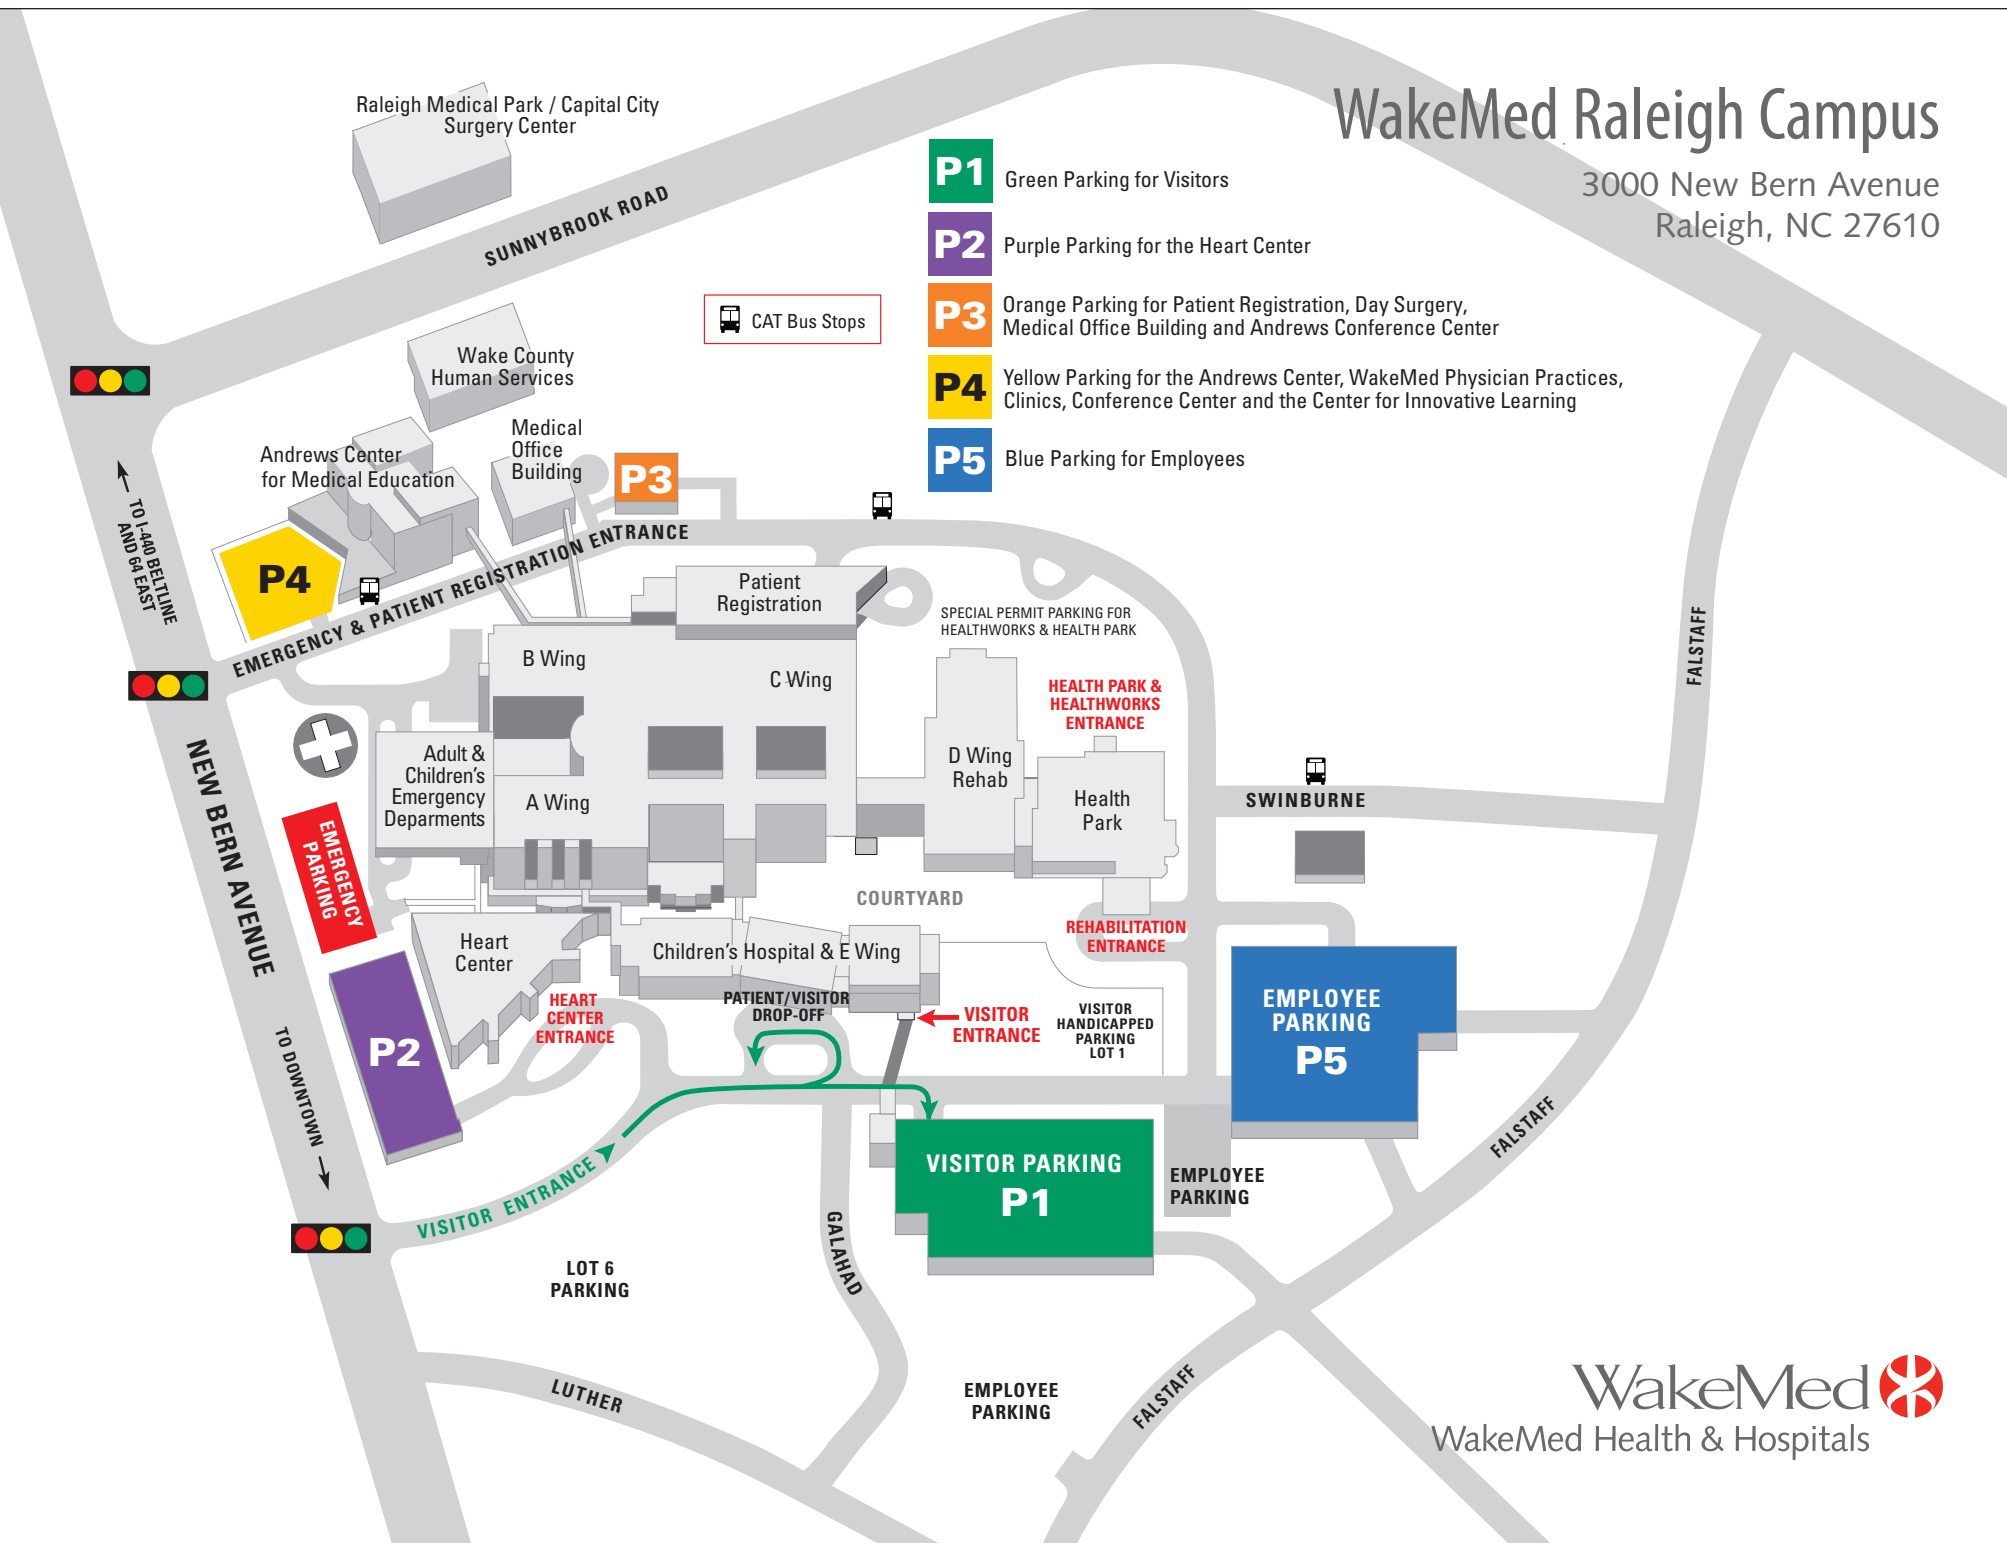 WakeMed Raleigh Campus
3000 New Bern Avenue
Raleigh, NC 27610
Raleigh Medical Park / Capital City
Surgery Center
SUNNYBROOK ROAD
P1
Green Parking for Visitors
P2
Purple Parking for the Heart Center
P3
Orange Parking for Patient Registration, Day Surgery,
Medical Office Building and Andrews Conference Center
P4
Yellow Parking for the Andrews Center, WakeMed Physician Practices,
Clinics, Conference Center and the Center for Innovative Learning
P5
Blue Parking for Employees
CAT Bus Stops
Wake County
Human Services
Medical
Office
Building
Andrews Center
for Medical Education
P3
P4
TO I-440 BELTLINE
AND 64 EAST
EMERGENCY & PATIENT REGISTRATION ENTRANCE
Patient
Registration
SPECIAL PERMIT PARKING FOR
HEALTHWORKS & HEALTH PARK
B Wing
C Wing
HEALTH PARK &
HEALTHWORKS
ENTRANCE
FALSTAFF
NEW BERN AVENUE
Adult &
Children's
Emergency
Deparments
A Wing
D Wing
Rehab
Health
Park
SWINBURNE
EMERGENCY
PARKING
COURTYARD
REHABILITATION
ENTRANCE
Heart
Center
Children's Hospital & E Wing
HEART
CENTER
ENTRANCE
PATIENT/VISITOR
DROP-OFF
VISITOR
ENTRANCE
VISITOR
HANDICAPPED
PARKING
LOT 1
EMPLOYEE
PARKING
P5
P2
TO DOWNTOWN
VISITOR ENTRANCE
VISITOR PARKING
P1
EMPLOYEE
PARKING
FALSTAFF
GALAHAD
LOT 6
PARKING
LUTHER
EMPLOYEE
PARKING
FALSTAFF
WakeMed
WakeMed Health & Hospitals